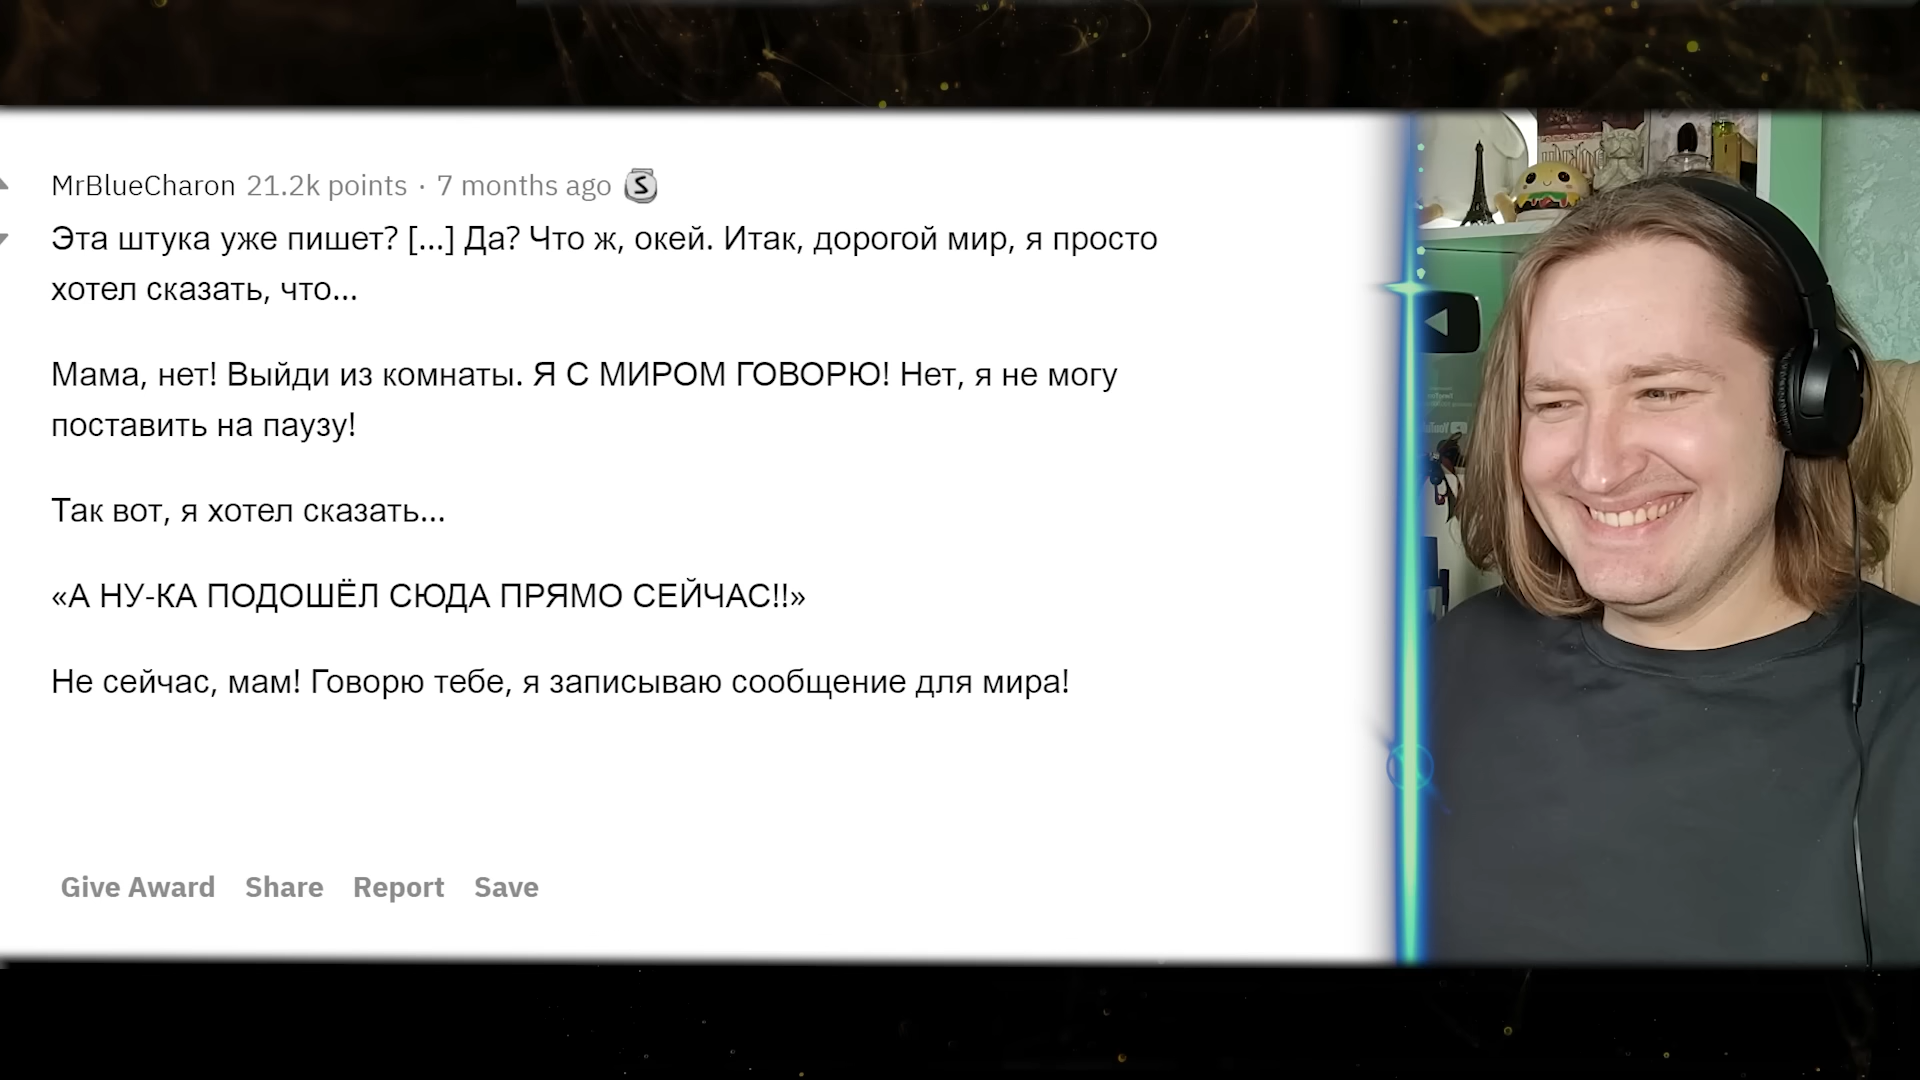 MrBlueCharon 21.2k points · 7 months ago
Эта штука уже пишет? [...] Да? Что ж, окей. Итак, дорогой мир, я просто
хотел сказать, что...
Мама, нет! Выйди из комнаты. Я С МИРОМ ГОВОРЮ! Нет, я не могу
поставить на паузу!
Так вот, я хотел сказать...
«А НУ-КА ПОДОШЁЛ СЮДА ПРЯМО СЕЙЧАС!!»
Не сейчас, мам! Говорю тебе, я записываю сообщение для мира!
Give Award Share Report Save